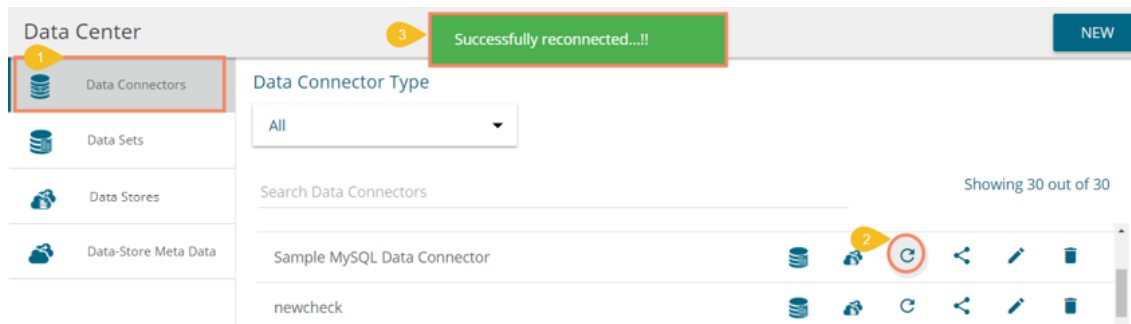 Data Center
3
Successfully reconnected...!!
NEW
1
Data Connectors
Data Connector Type
All
Data Sets
Data Stores
Search Data Connectors
Showing 30 out of 30
Data-Store Meta Data
Sample MySQL Data Connector
2
newcheck